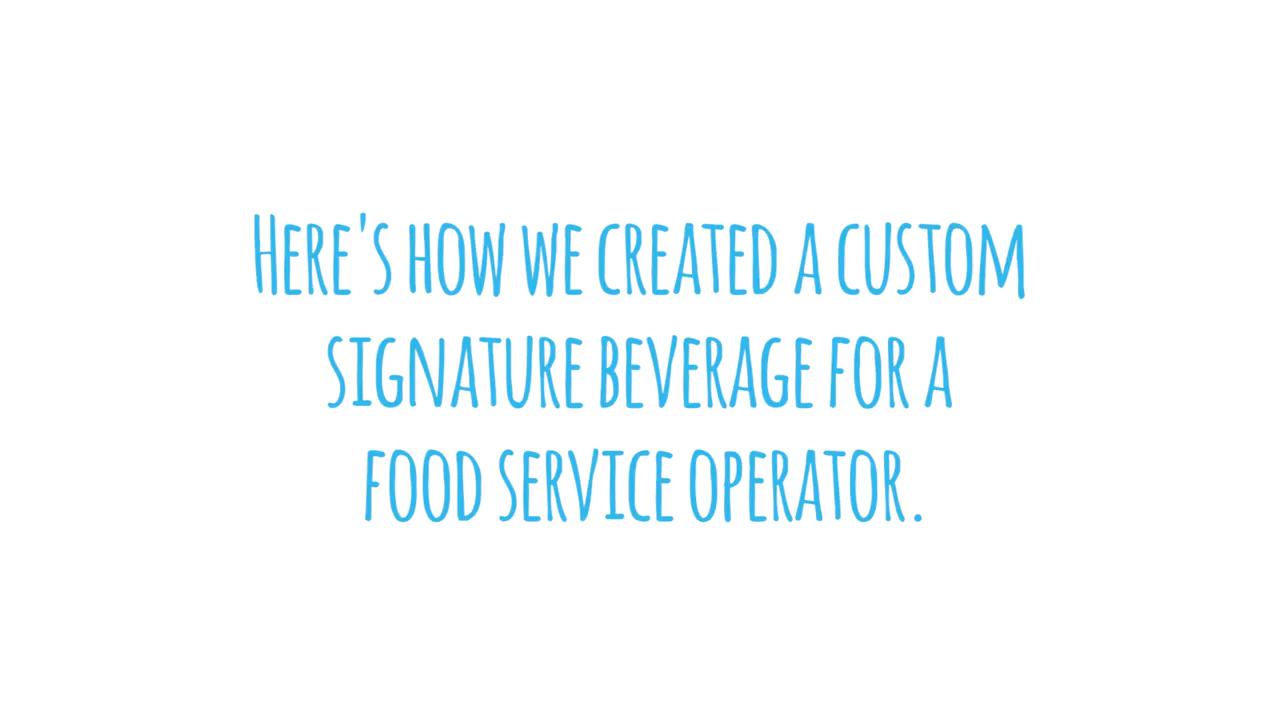 Here's how we created a custom
signature beverage for a
food service operator.